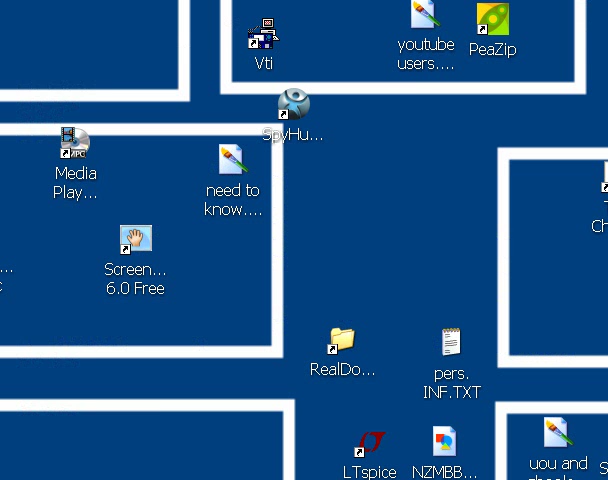 Vti
youtube
users....
PeaZip
SpyHu...
Media
Play...
need to
know....
Ch
Screen...
6.0 Free
RealDo...
pers.
INF.TXT
LTspice
NZMBB...
uou and